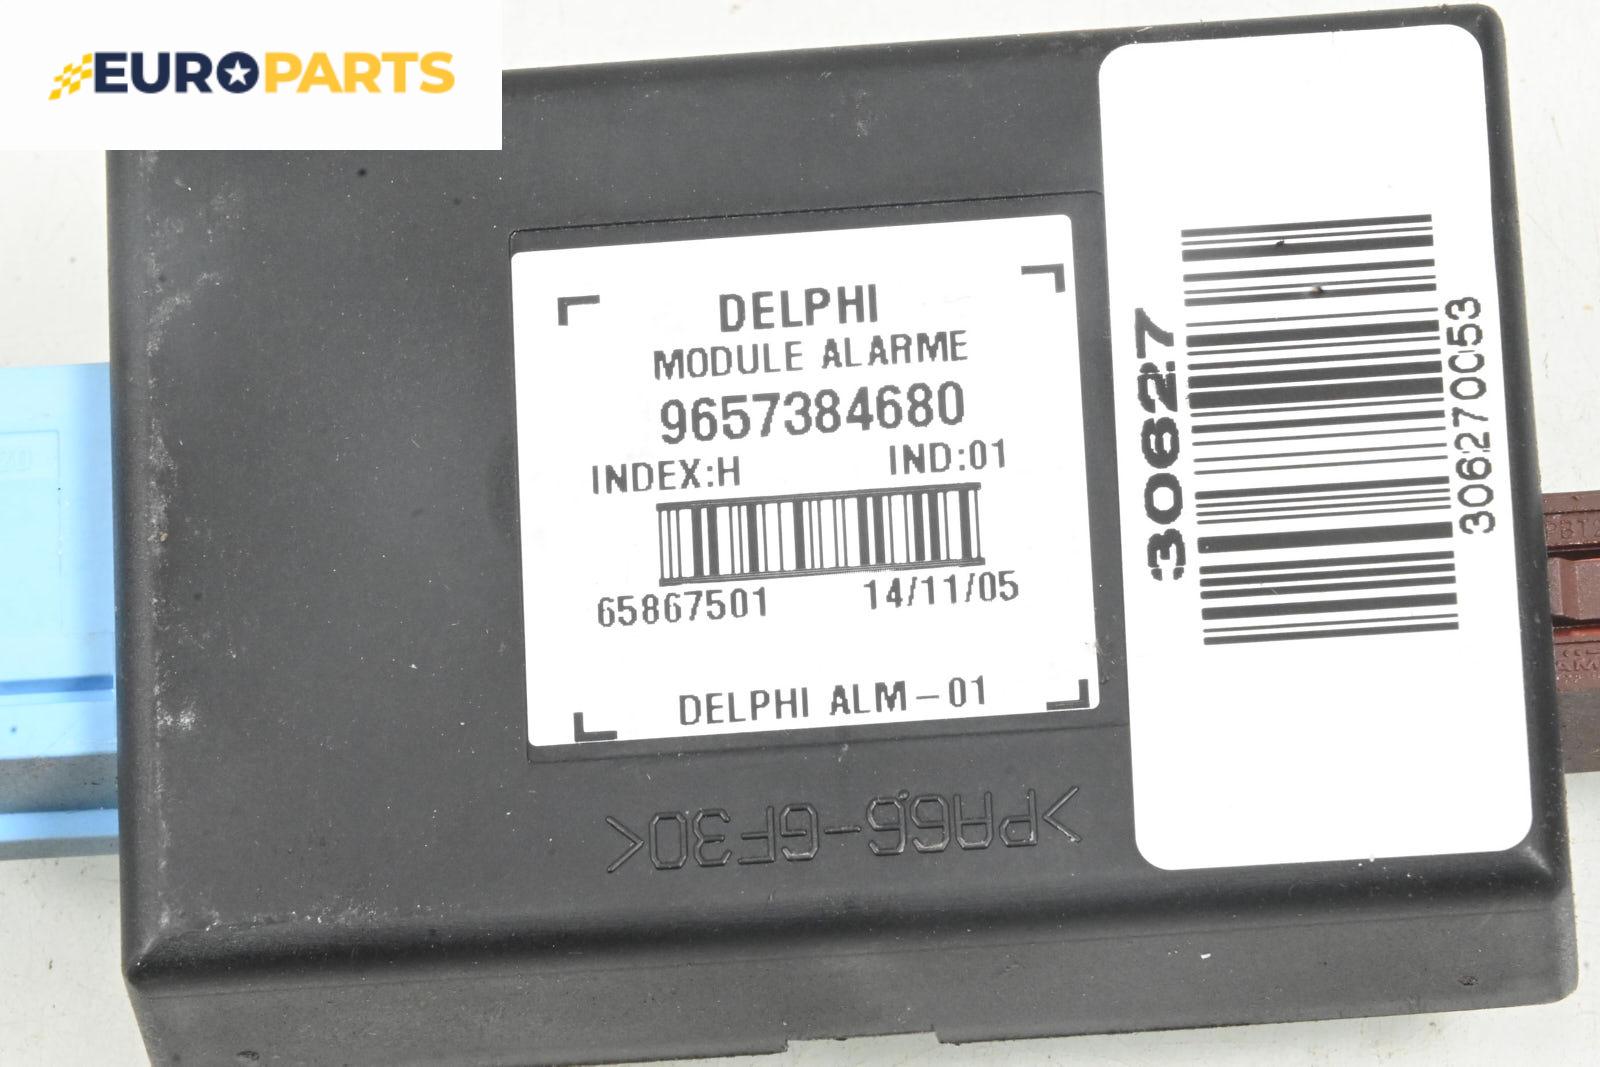 EUROPARTS
DELPHI
MODULE ALARME
9657384680
INDEX:H IND:01
65867501 14/11/05
DELPHI ALM-01
>PA66-GF30<
30627
306270053